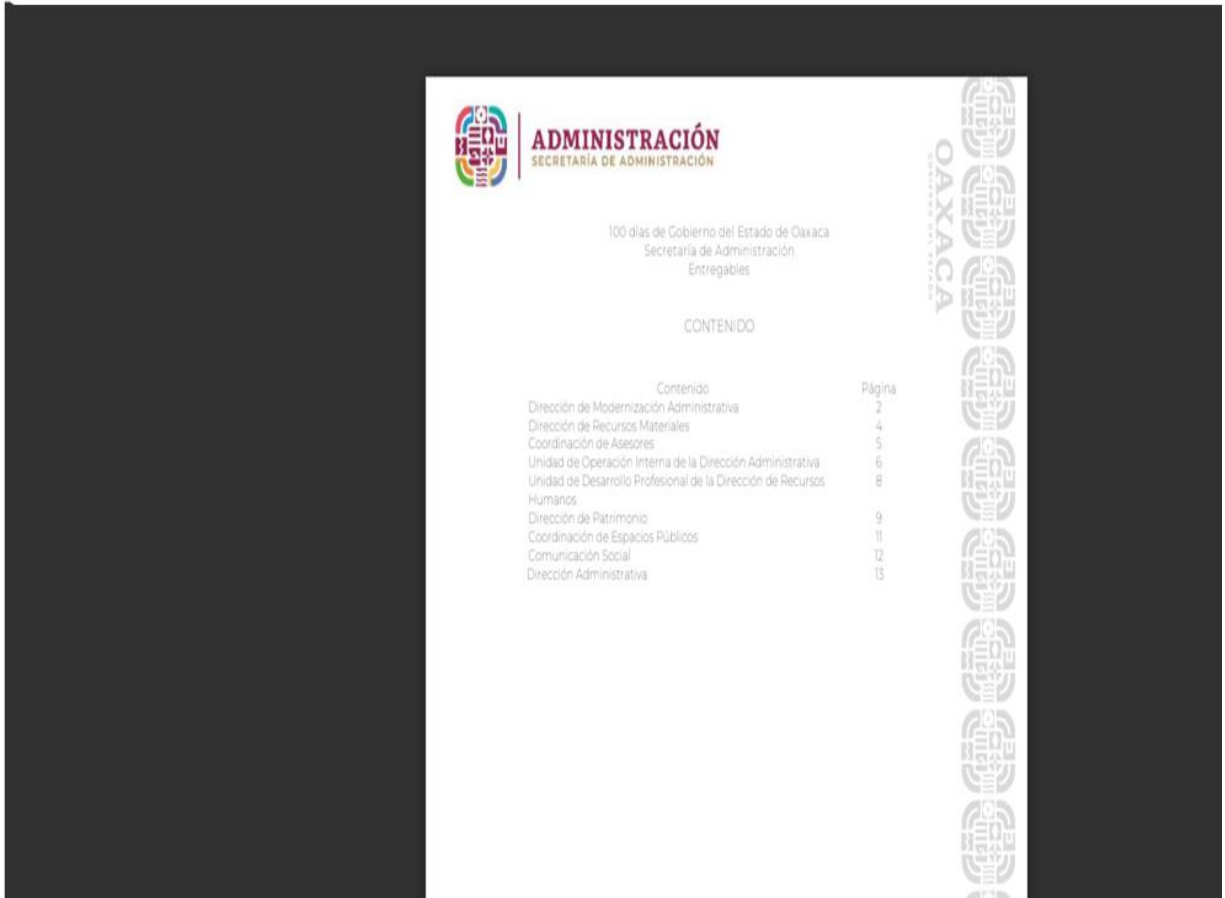 ADMINISTRACIÓN
SECRETARÍA DE ADMINISTRACIÓN
OAXACA
GOBIERNO DEL ESTADO
100 días de Gobierno del Estado de Oaxaca
Secretaría de Administración
Entregables
CONTENIDO
Contenido Página
Dirección de Modernización Administrativa 2
Dirección de Recursos Materiales 4
Coordinación de Asesores 5
Unidad de Operación Interna de la Dirección Administrativa 6
Unidad de Desarrollo Profesional de la Dirección de Recursos 8
Humanos
Dirección de Patrimonio 9
Coordinación de Espacios Públicos 11
Comunicación Social 12
Dirección Administrativa 13